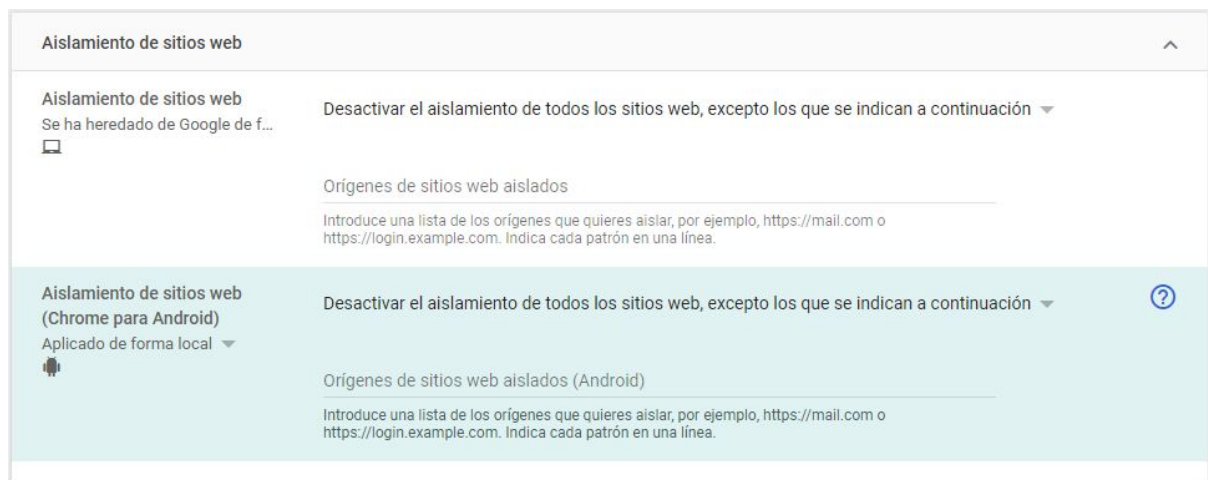 Aislamiento de sitios web
Aislamiento de sitios web
Se ha heredado de Google de f...
Desactivar el aislamiento de todos los sitios web, excepto los que se indican a continuación
Orígenes de sitios web aislados
Introduce una lista de los orígenes que quieres aislar, por ejemplo, https://mail.com o
https://login.example.com. Indica cada patrón en una línea.
Aislamiento de sitios web
(Chrome para Android)
Aplicado de forma local
Desactivar el aislamiento de todos los sitios web, excepto los que se indican a continuación
Orígenes de sitios web aislados (Android)
Introduce una lista de los orígenes que quieres aislar, por ejemplo, https://mail.com o
https://login.example.com. Indica cada patrón en una línea.